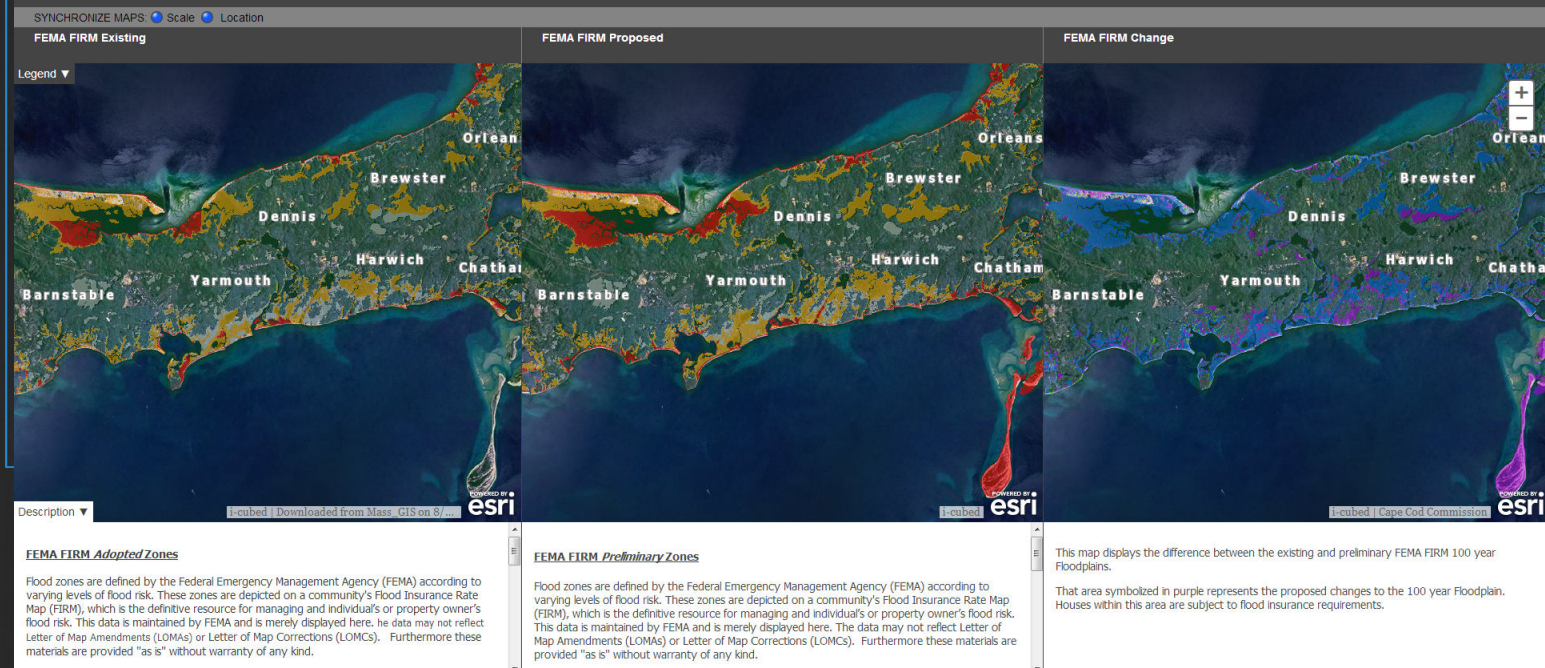 SYNCHRONIZE MAPS: Scale Location
FEMA FIRM Existing
Legend ▼
Orlean
Brewster
Dennis
Harwich
Chathar
Yarmouth
Barnstable
POWERED BY
esri
Description ▼
i-cubed | Downloaded from Mass_GIS on 8/ ...
FEMA FIRM Adopted Zones
Flood zones are defined by the Federal Emergency Management Agency (FEMA) according to
varying levels of flood risk. These zones are depicted on a community's Flood Insurance Rate
Map (FIRM), which is the definitive resource for managing and individual's or property owner's
flood risk. This data is maintained by FEMA and is merely displayed here. he data may not reflect
Letter of Map Amendments (LOMAs) or Letter of Map Corrections (LOMCs). Furthermore these
materials are provided "as is" without warranty of any kind.
FEMA FIRM Proposed
Orleans
Brewster
Dennis
Harwich
Chatham
Yarmouth
Barnstable
POWERED BY
esri
i-cubed
FEMA FIRM Preliminary Zones
Flood zones are defined by the Federal Emergency Management Agency (FEMA) according to
varying levels of flood risk. These zones are depicted on a community's Flood Insurance Rate Map
(FIRM), which is the definitive resource for managing and individual's or property owner's flood risk.
This data is maintained by FEMA and is merely displayed here. The data may not reflect Letter of
Map Amendments (LOMAs) or Letter of Map Corrections (LOMCs). Furthermore these materials are
provided "as is" without warranty of any kind.
FEMA FIRM Change
+
−
Orlean
Brewster
Dennis
Harwich
Chatha
Yarmouth
Barnstable
POWERED BY
esri
i-cubed | Cape Cod Commission
This map displays the difference between the existing and preliminary FEMA FIRM 100 year
Floodplains.
That area symbolized in purple represents the proposed changes to the 100 year Floodplain.
Houses within this area are subject to flood insurance requirements.